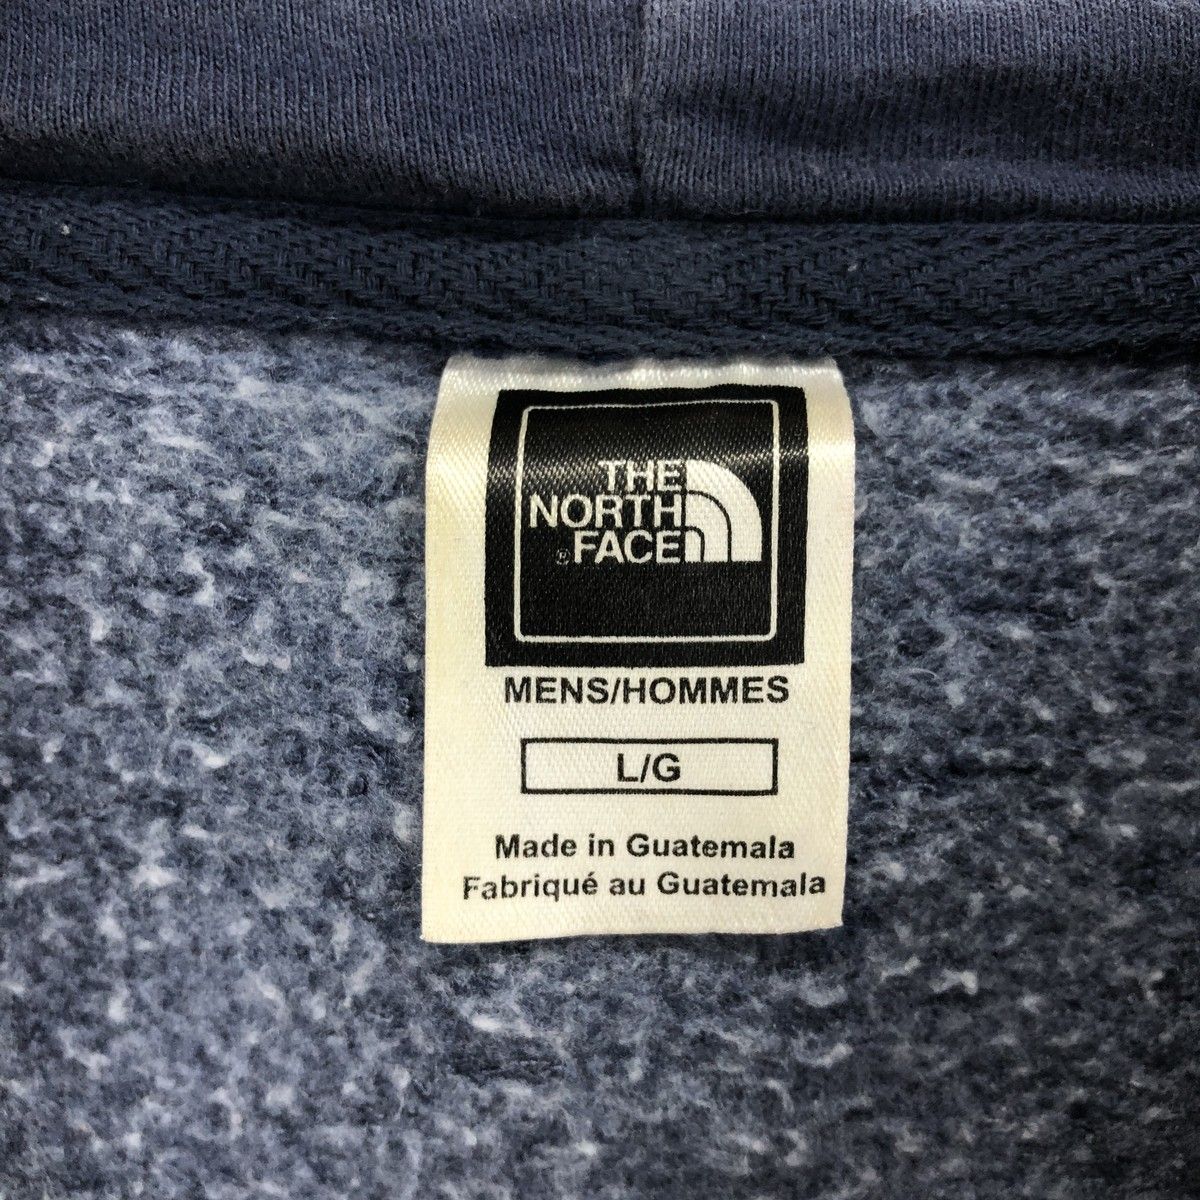 THE
NORTH
® FACE
MENS/HOMMES
L/G
Made in Guatemala
Fabriqué au Guatemala